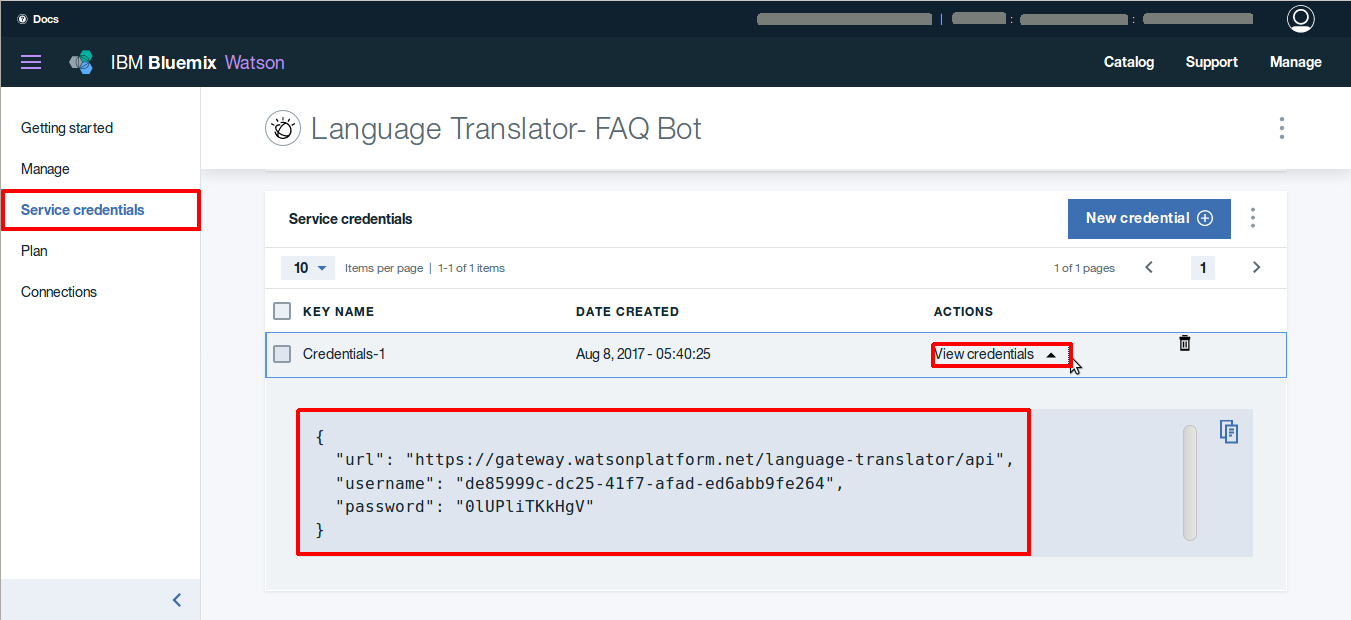 Docs
IBM Bluemix Watson
Catalog Support Manage
Getting started
Manage
Service credentials
Plan
Connections
Language Translator- FAQ Bot
Service credentials
New credential
10 Items per page | 1-1 of 1 items
1 of 1 pages 1
KEY NAME DATE CREATED ACTIONS
Credentials-1 Aug 8, 2017 - 05:40:25 View credentials
{
"url": "https://gateway.watsonplatform.net/language-translator/api",
"username": "de85999c-dc25-41f7-afad-ed6abb9fe264",
"password": "0lUPliTKkHgV"
}